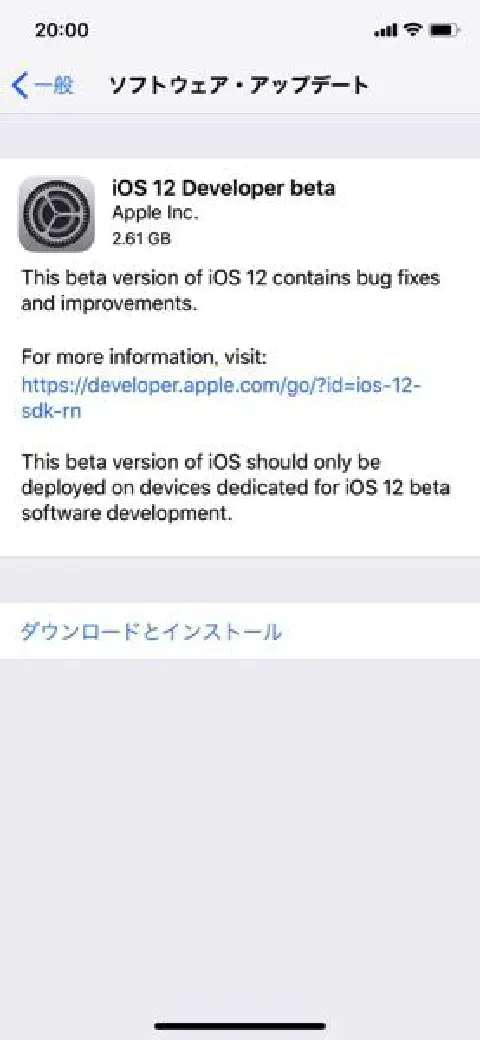 20:00
一般
ソフトウェア・アップデート
iOS 12 Developer beta
Apple Inc.
2.61 GB
This beta version of iOS 12 contains bug fixes
and improvements.
For more information, visit:
https://developer.apple.com/go/?id=ios-12-
sdk-rn
This beta version of iOS should only be
deployed on devices dedicated for iOS 12 beta
software development.
ダウンロードとインストール